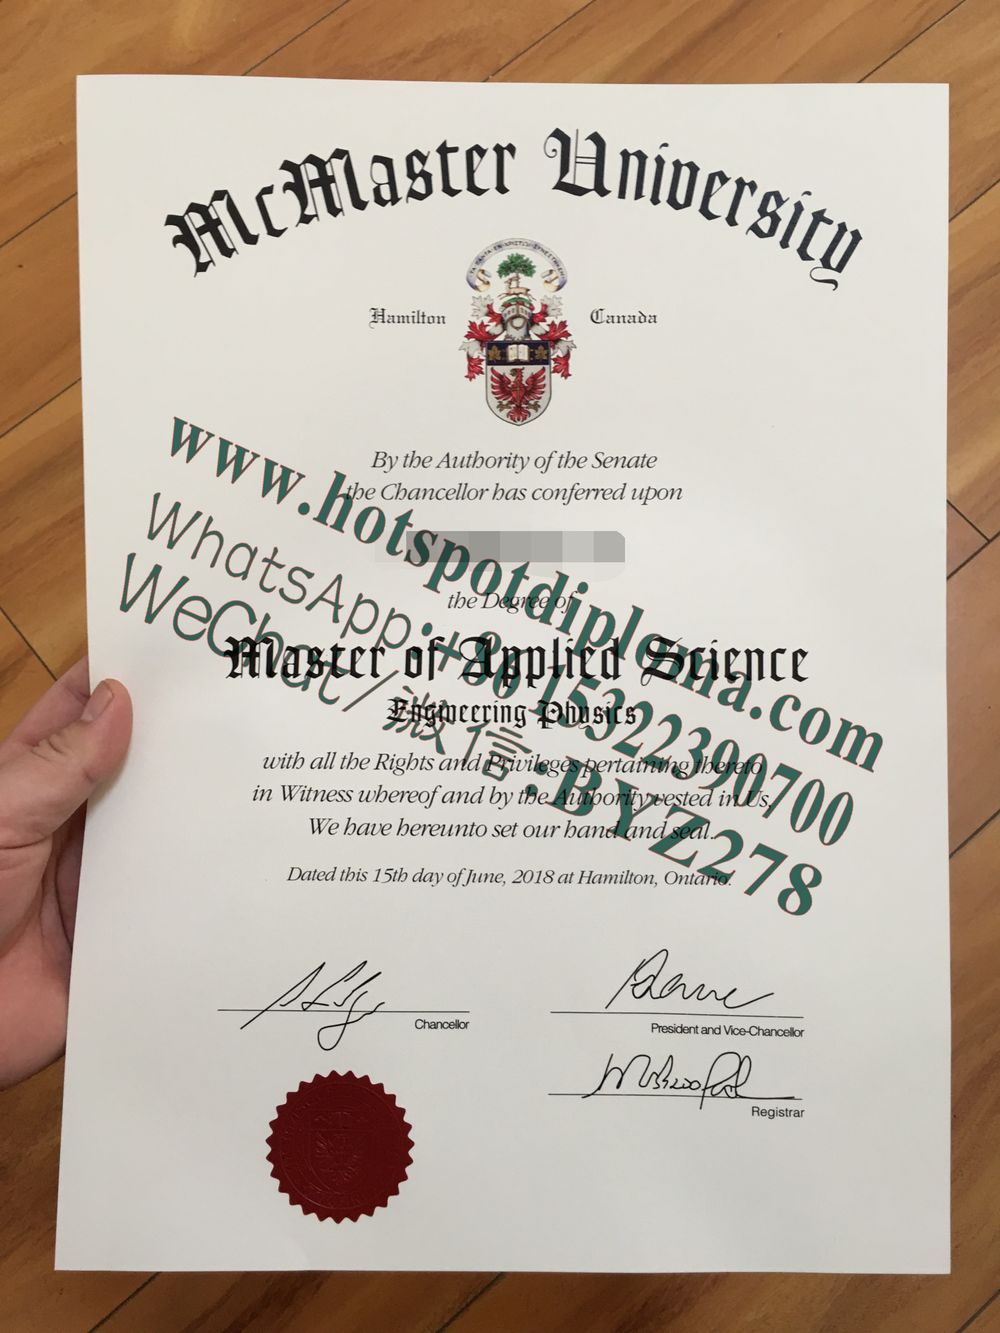 McMaster University
Hamilton Canada
By the Authority of the Senate
the Chancellor has conferred upon
the Degree of
Master of Applied Science
Engineering Physics
with all the Rights and Privileges pertaining thereto
in Witness whereof and by the Authority vested in Us,
We have hereunto set our hand and seal.
Dated this 15th day of June, 2018 at Hamilton, Ontario.
Chancellor
President and Vice-Chancellor
Registrar
www.hotspotdiploma.com
WhatsApp:+86 15322390700
WeChat/微信:BYZ278